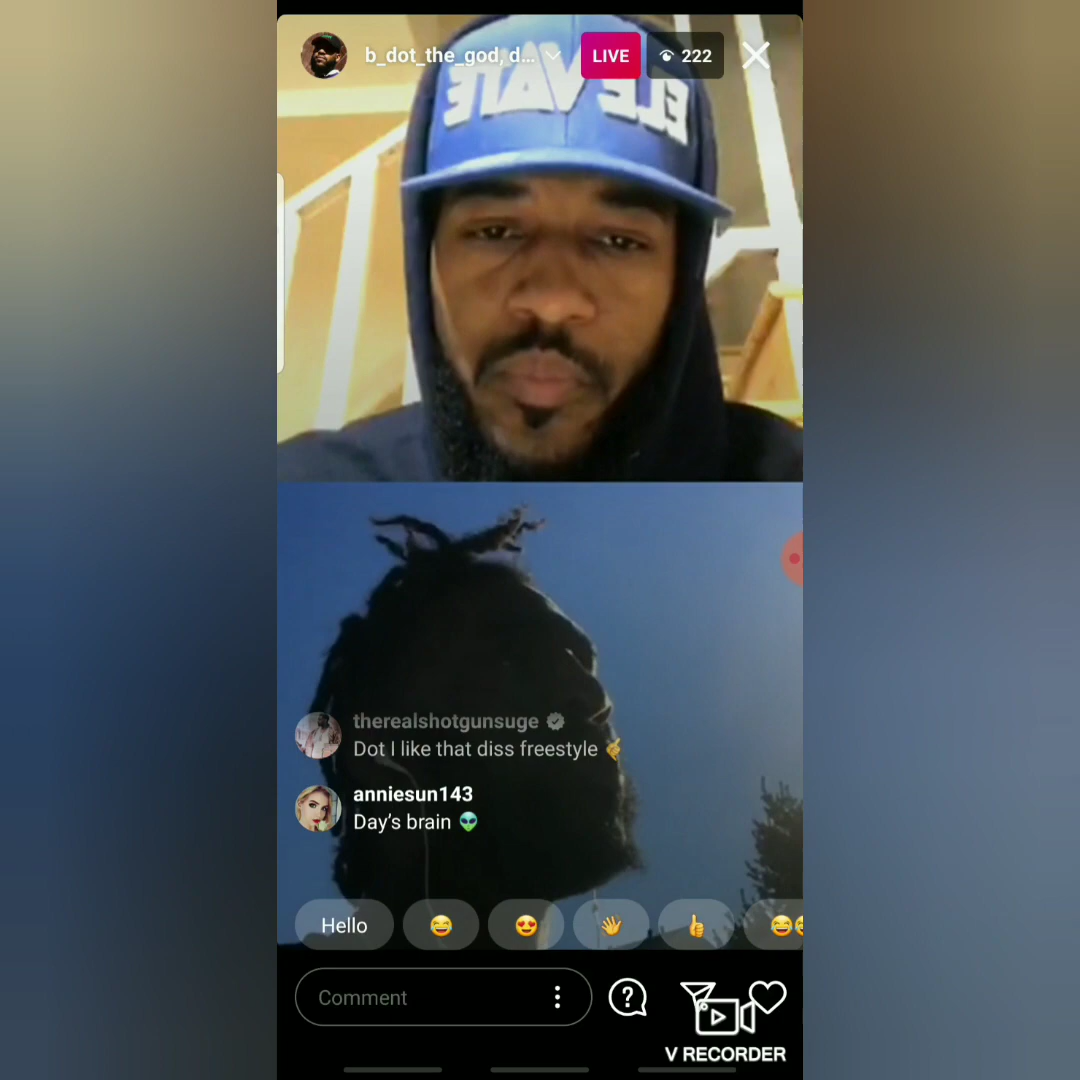 b_dot_the_god, d...
LIVE
222
ELEVATE
therealshotgunsuge
Dot I like that diss freestyle
anniesun143
Day's brain
Hello
Comment
V RECORDER